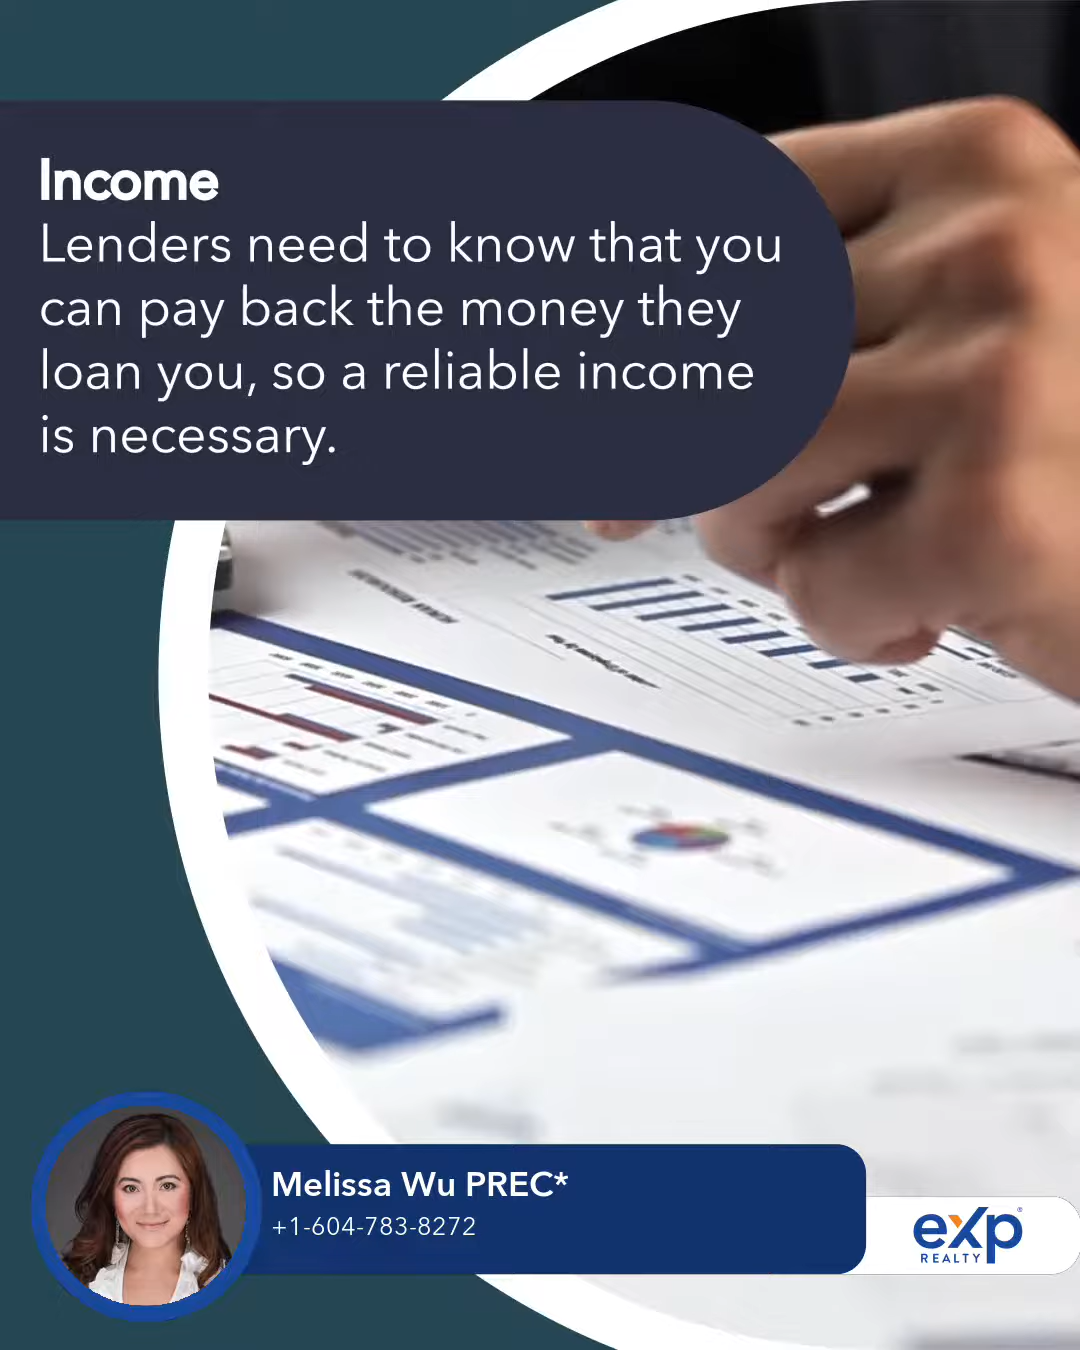 Income
Lenders need to know that you
can pay back the money they
loan you, so a reliable income
is necessary.
Melissa Wu PREC*
+1-604-783-8272
eXp®
REALTY